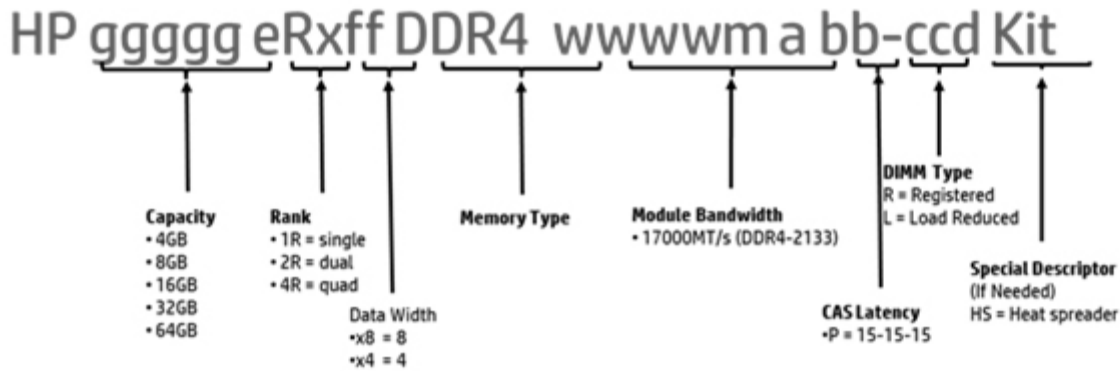 HP ggggg eRxff DDR4 wwwwm a bb-ccd Kit
Capacity
• 4GB
• 8GB
• 16GB
• 32GB
• 64GB
Rank
• 1R = single
• 2R = dual
• 4R = quad
Data Width
•x8 = 8
•x4 = 4
Memory Type
Module Bandwidth
• 17000MT/s (DDR4-2133)
CAS Latency
•P = 15-15-15
DIMM Type
R = Registered
L = Load Reduced
Special Descriptor
(If Needed)
HS = Heat spreader